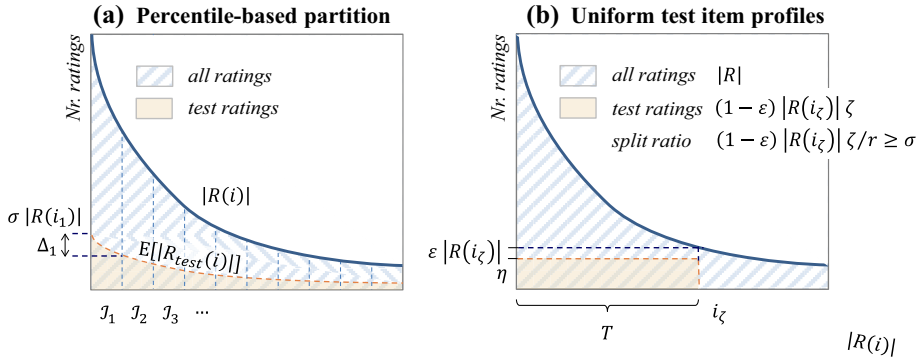 (a) Percentile-based partition
Nr. ratings
all ratings
test ratings
|R(i)|
σ |R(i₁)|
Δ₁
E[|R_test(i)|]
ℐ₁ ℐ₂ ℐ₃ ...
(b) Uniform test item profiles
Nr. ratings
all ratings |R|
test ratings (1 − ε) |R(i_ζ)| ζ
split ratio (1 − ε) |R(i_ζ)| ζ/r ≥ σ
ε |R(i_ζ)|
η
T
i_ζ
|R(i)|